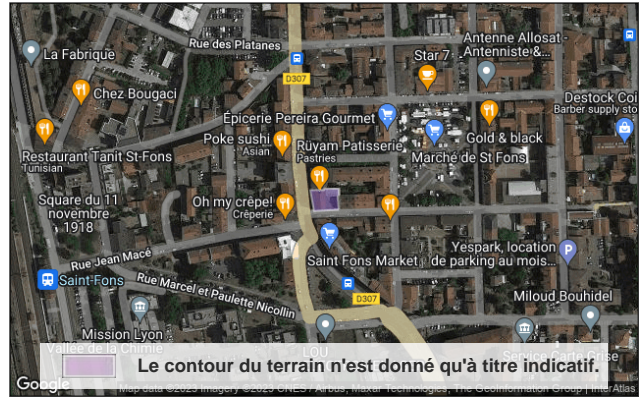 Rue des Platanes
La Fabrique
Antenne Allosat -
Antenniste &...
Star 7
D307
Chez Bougaci
Destock Coi
Barber supply sto
Épicerie Pereira Gourmet
Poke sushi
Asian
Rüyam Patisserie
Pastries
Gold & black
Marché de St Fons
Restaurant Tanit St-Fons
Tunisian
Square du 11
novembre
1918
Oh my crêpe!
Crêperie
Rue Jean Macé
Saint Fons Market
Yespark, location
de parking au mois...
Saint-Fons
Rue Marcel et Paulette Nicollin
D307
Miloud Bouhidel
Mission Lyon
Vallée de la Chimie
LOU
Service Carte Grise
Le contour du terrain n'est donné qu'à titre indicatif.
Google
Map data ©2023 Imagery ©2023 CNES / Airbus, Maxar Technologies, The GeoInformation Group | InterAtlas